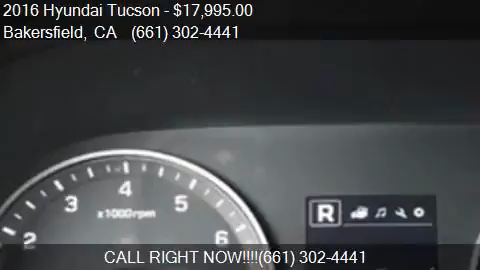 2016 Hyundai Tucson - $17,995.00
Bakersfield, CA (661) 302-4441
4
3
5
x1000rpm
R
2
6
CALL RIGHT NOW!!!!(661) 302-4441